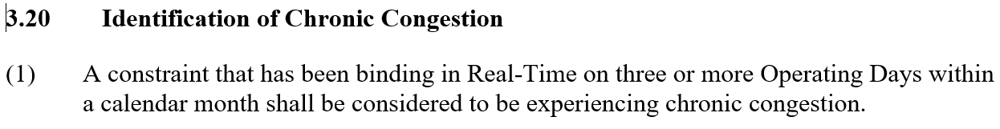 3.20 Identification of Chronic Congestion
(1) A constraint that has been binding in Real-Time on three or more Operating Days within
a calendar month shall be considered to be experiencing chronic congestion.